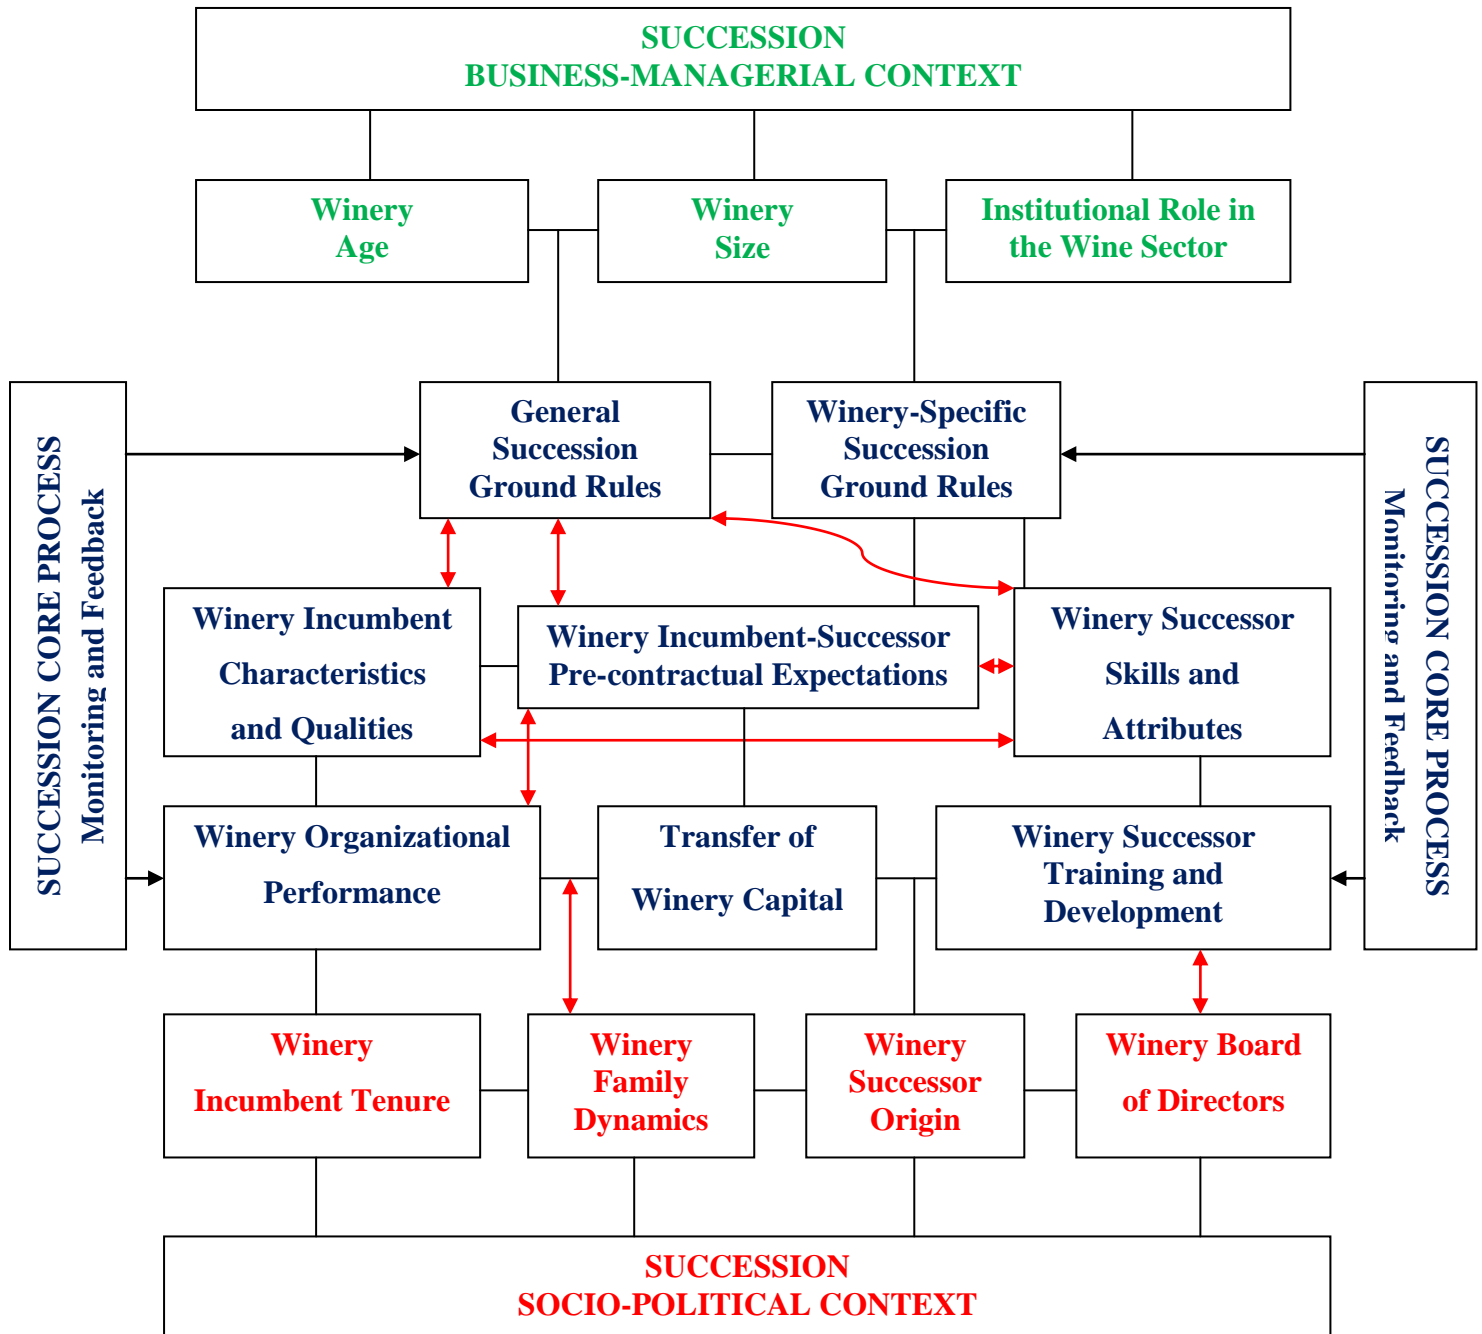 SUCCESSION
BUSINESS-MANAGERIAL CONTEXT
Winery
Age
Winery
Size
Institutional Role in
the Wine Sector
SUCCESSION CORE PROCESS
Monitoring and Feedback
General
Succession
Ground Rules
Winery-Specific
Succession
Ground Rules
SUCCESSION CORE PROCESS
Monitoring and Feedback
Winery Incumbent
Characteristics
and Qualities
Winery Incumbent-Successor
Pre-contractual Expectations
Winery Successor
Skills and
Attributes
Winery Organizational
Performance
Transfer of
Winery Capital
Winery Successor
Training and
Development
Winery
Incumbent Tenure
Winery
Family
Dynamics
Winery
Successor
Origin
Winery Board
of Directors
SUCCESSION
SOCIO-POLITICAL CONTEXT